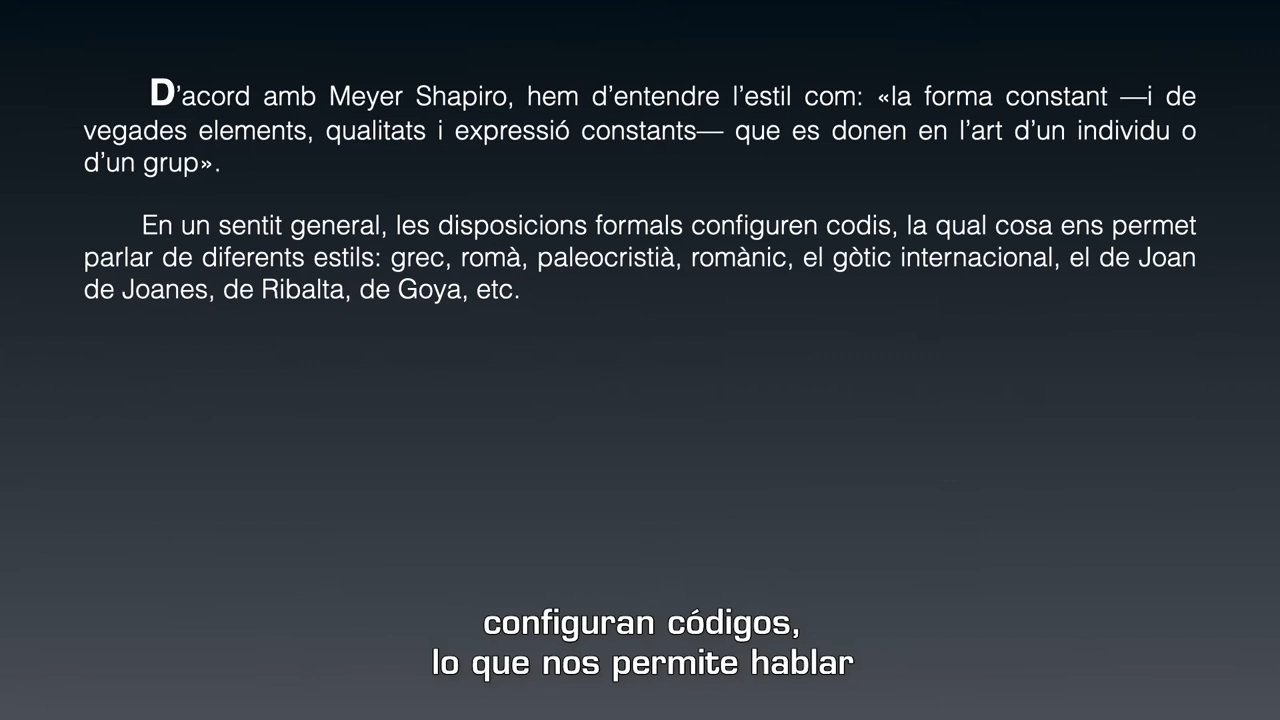 D’acord amb Meyer Shapiro, hem d’entendre l’estil com: «la forma constant —i de
vegades elements, qualitats i expressió constants— que es donen en l’art d’un individu o
d’un grup».
En un sentit general, les disposicions formals configuren codis, la qual cosa ens permet
parlar de diferents estils: grec, romà, paleocristià, romànic, el gòtic internacional, el de Joan
de Joanes, de Ribalta, de Goya, etc.
configuran códigos,
lo que nos permite hablar